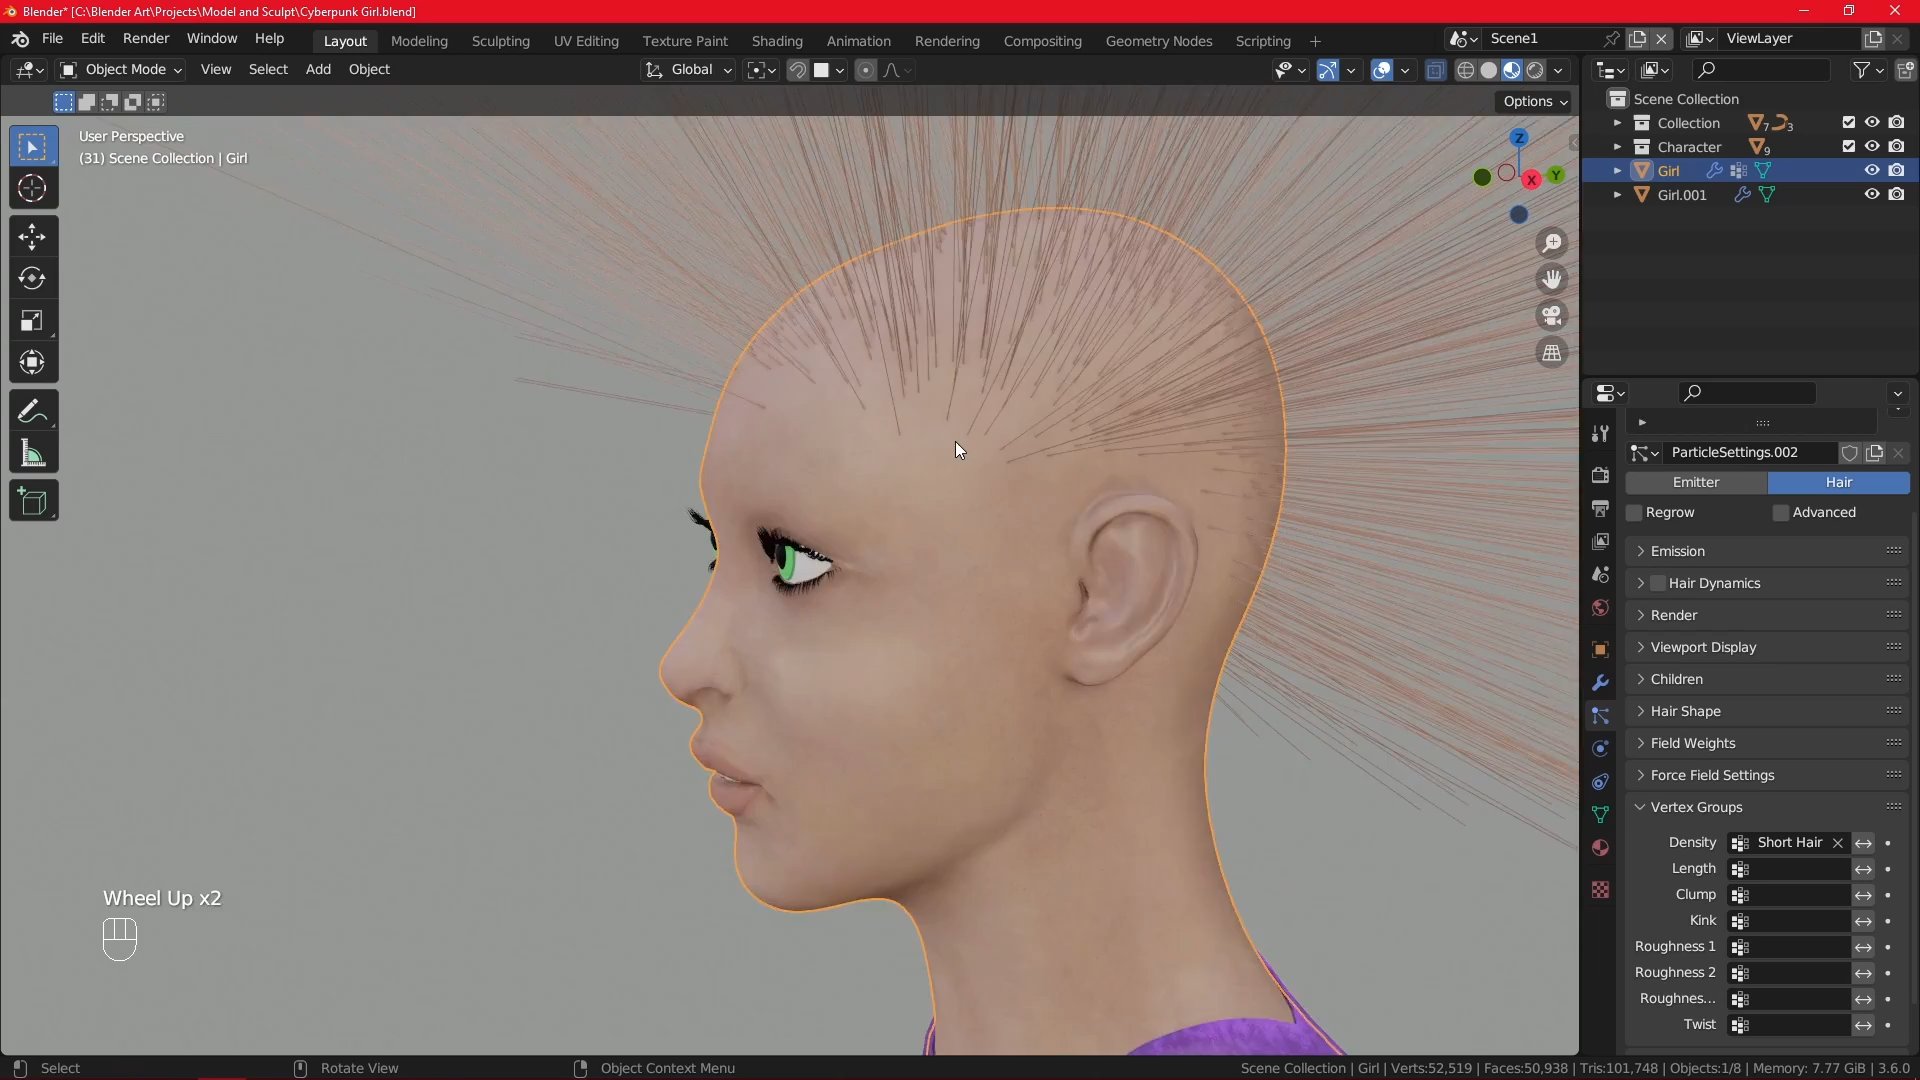 Blender* [C:\Blender Art\Projects\Model and Sculpt\Cyberpunk Girl.blend]
File Edit Render Window Help Layout Modeling Sculpting UV Editing Texture Paint Shading Animation Rendering Compositing Geometry Nodes Scripting + Scene1 ViewLayer
Object Mode View Select Add Object Global
Options
User Perspective
(31) Scene Collection | Girl
Z
X
Y
Scene Collection
Collection 7 3
Character 9
Girl
Girl.001
ParticleSettings.002
Emitter Hair
Regrow Advanced
Emission
Hair Dynamics
Render
Viewport Display
Children
Hair Shape
Field Weights
Force Field Settings
Vertex Groups
Density Short Hair
Length
Clump
Kink
Roughness 1
Roughness 2
Roughnes...
Twist
Wheel Up x2
Select Rotate View Object Context Menu Scene Collection | Girl | Verts:52,519 | Faces:50,938 | Tris:101,748 | Objects:1/8 | Memory: 7.77 GiB | 3.6.0